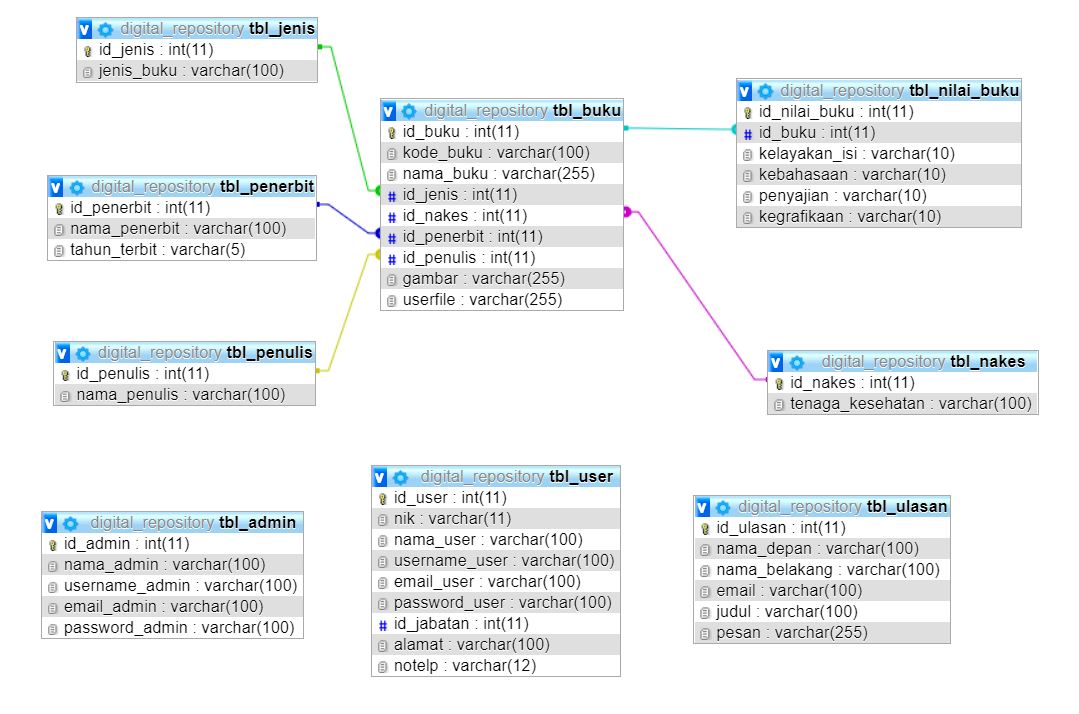 digital_repository tbl_jenis
id_jenis : int(11)
jenis_buku : varchar(100)
digital_repository tbl_penerbit
id_penerbit : int(11)
nama_penerbit : varchar(100)
tahun_terbit : varchar(5)
digital_repository tbl_penulis
id_penulis : int(11)
nama_penulis : varchar(100)
digital_repository tbl_buku
id_buku : int(11)
kode_buku : varchar(100)
nama_buku : varchar(255)
id_jenis : int(11)
id_nakes : int(11)
id_penerbit : int(11)
id_penulis : int(11)
gambar : varchar(255)
userfile : varchar(255)
digital_repository tbl_nilai_buku
id_nilai_buku : int(11)
id_buku : int(11)
kelayakan_isi : varchar(10)
kebahasaan : varchar(10)
penyajian : varchar(10)
kegrafikaan : varchar(10)
digital_repository tbl_nakes
id_nakes : int(11)
tenaga_kesehatan : varchar(100)
digital_repository tbl_admin
id_admin : int(11)
nama_admin : varchar(100)
username_admin : varchar(100)
email_admin : varchar(100)
password_admin : varchar(100)
digital_repository tbl_user
id_user : int(11)
nik : varchar(11)
nama_user : varchar(100)
username_user : varchar(100)
email_user : varchar(100)
password_user : varchar(100)
id_jabatan : int(11)
alamat : varchar(100)
notelp : varchar(12)
digital_repository tbl_ulasan
id_ulasan : int(11)
nama_depan : varchar(100)
nama_belakang : varchar(100)
email : varchar(100)
judul : varchar(100)
pesan : varchar(255)